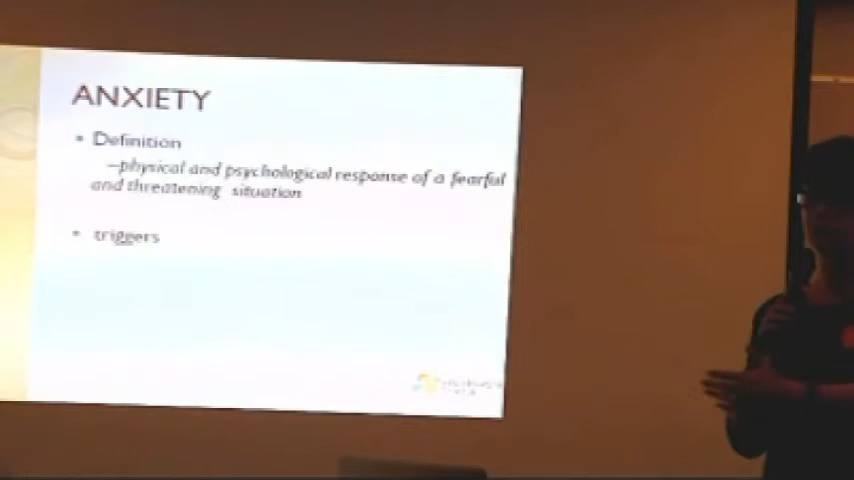 ANXIETY
• Definition
–physical and psychological response of a fearful
and threatening situation
• triggers